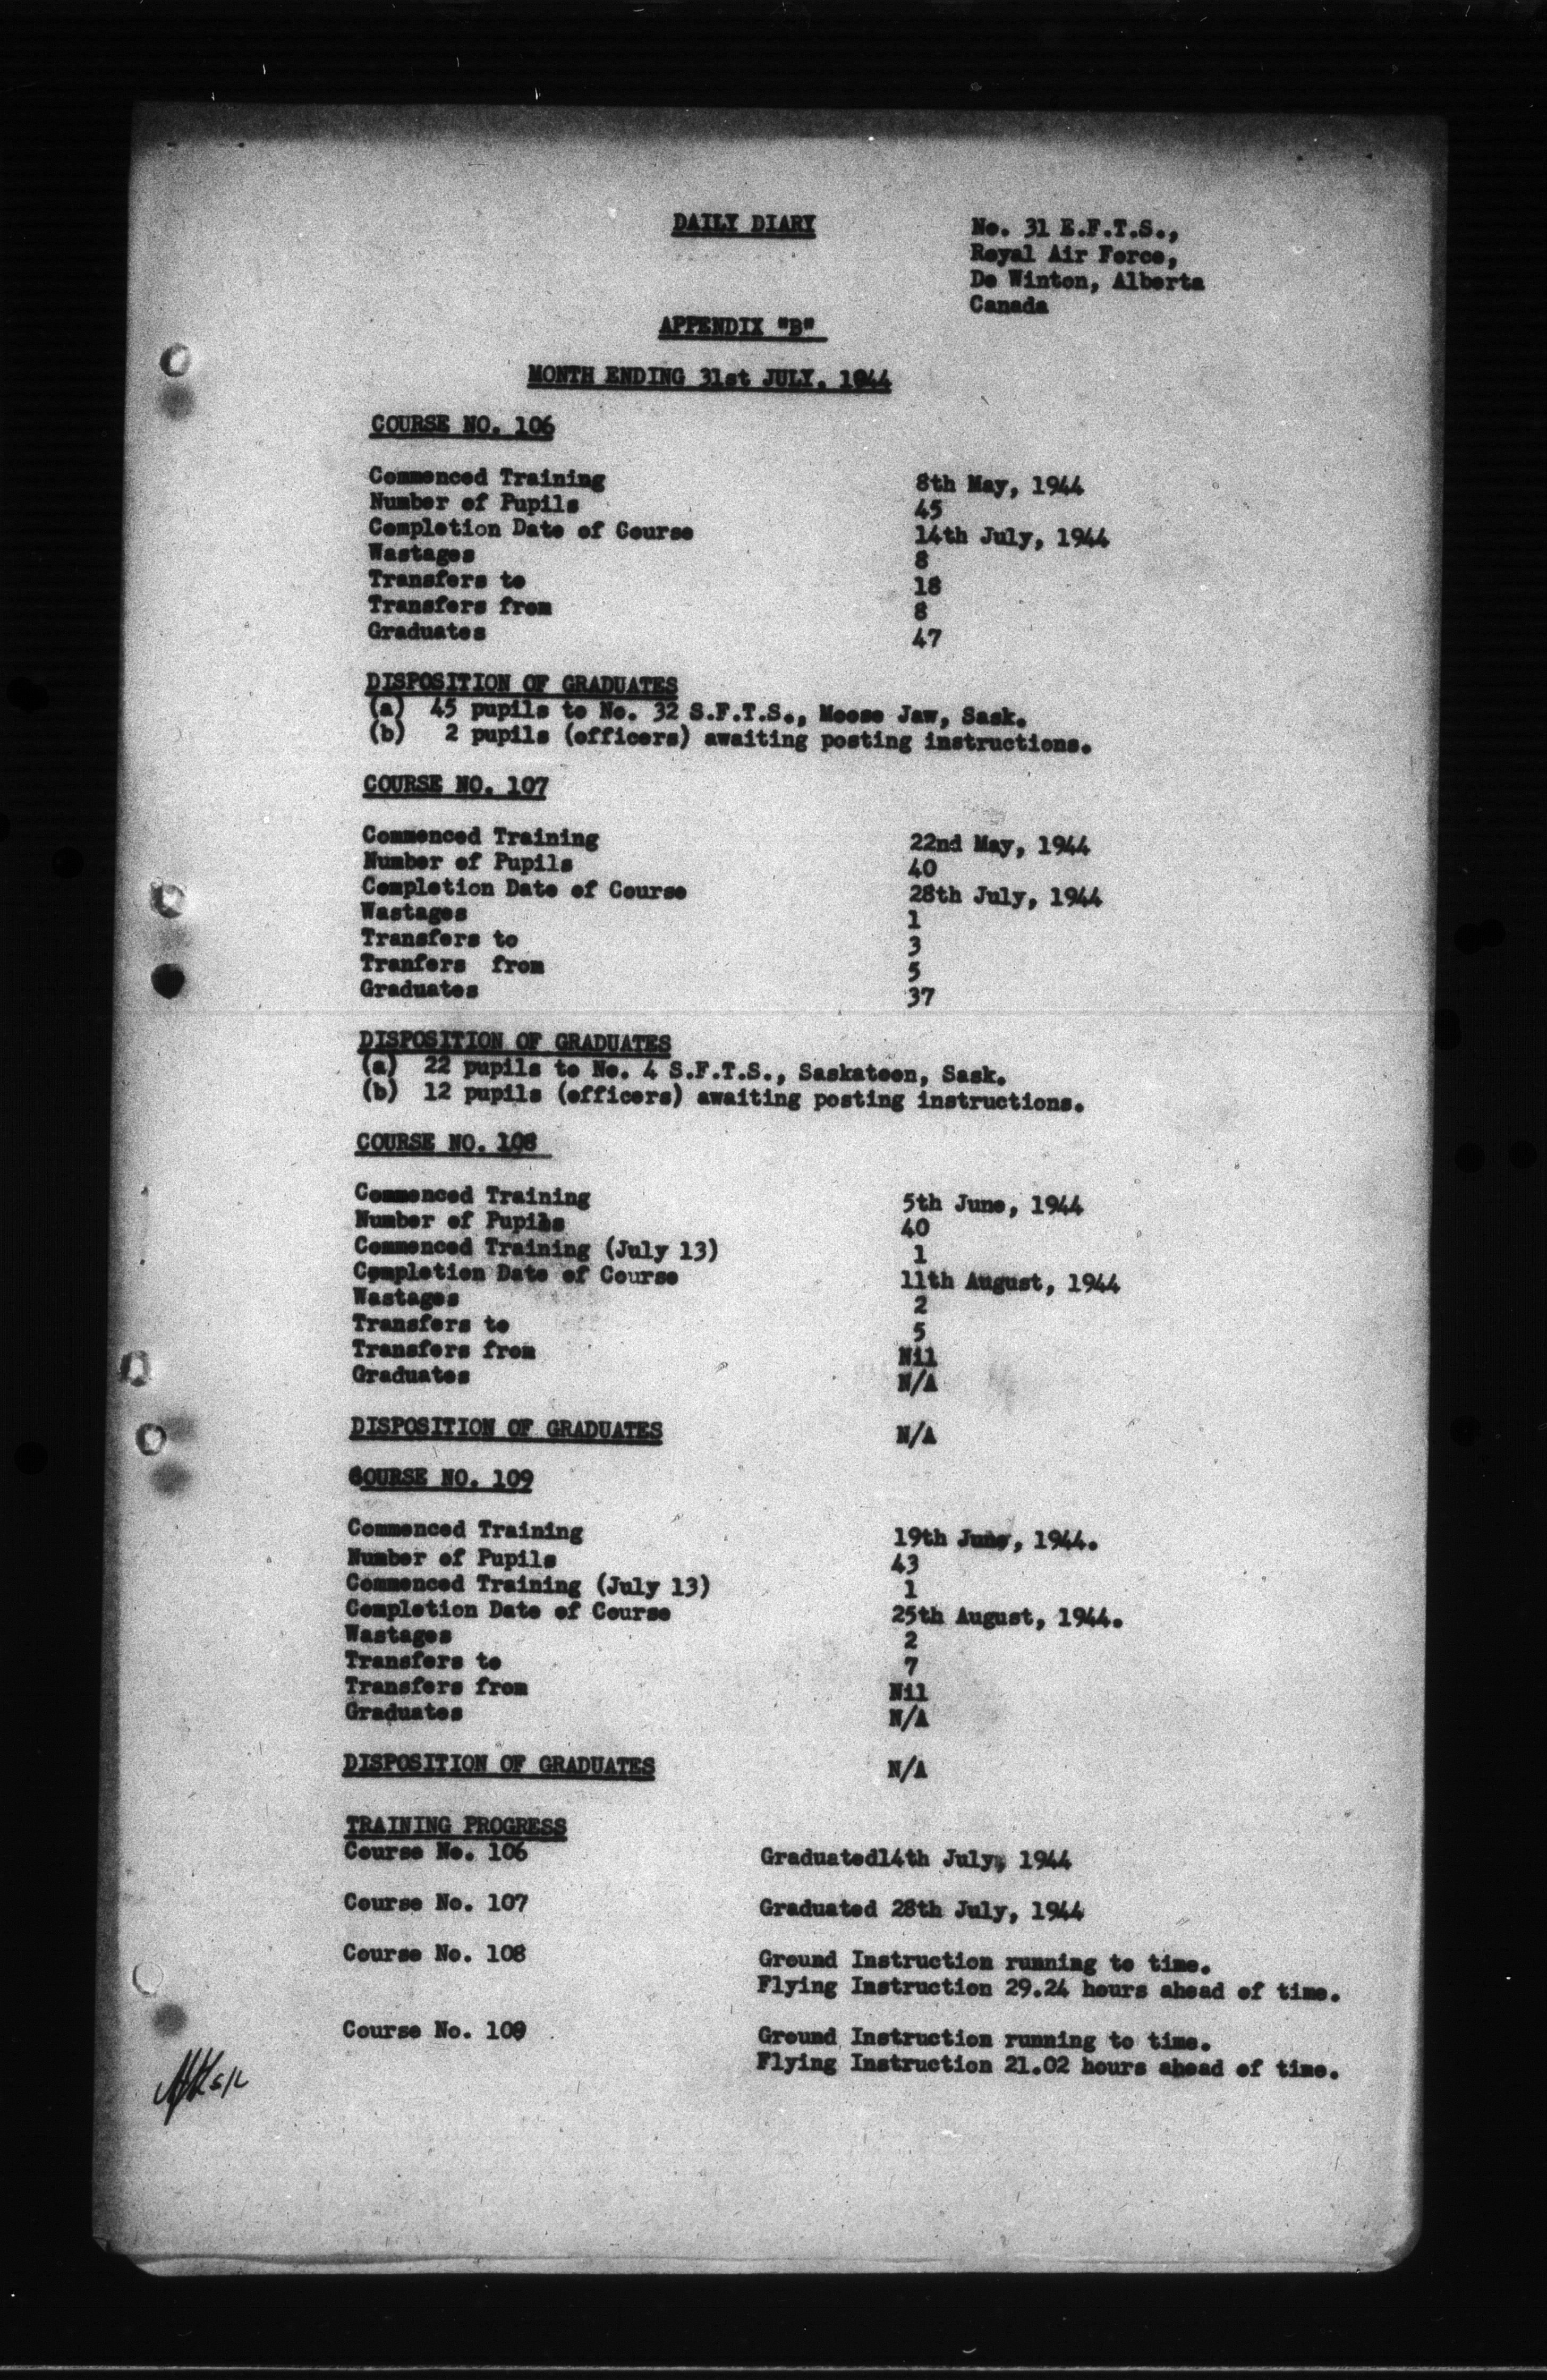 DAILY DIARY
No. 31 E.F.T.S.,
Royal Air Force,
De Winton, Alberta
Canada
APPENDIX "B"
MONTH ENDING 31st JULY, 1944
COURSE NO. 106
Commenced Training 8th May, 1944
Number of Pupils 45
Completion Date of Course 14th July, 1944
Wastages 8
Transfers to 18
Transfers from 8
Graduates 47
DISPOSITION OF GRADUATES
(a) 45 pupils to No. 32 S.F.T.S., Moose Jaw, Sask.
(b) 2 pupils (officers) awaiting posting instructions.
COURSE NO. 107
Commenced Training 22nd May, 1944
Number of Pupils 40
Completion Date of Course 28th July, 1944
Wastages 1
Transfers to 3
Tranfers from 5
Graduates 37
DISPOSITION OF GRADUATES
(a) 22 pupils to No. 4 S.F.T.S., Saskatoon, Sask.
(b) 12 pupils (officers) awaiting posting instructions.
COURSE NO. 108
Commenced Training 5th June, 1944
Number of Pupils 40
Commenced Training (July 13) 1
Completion Date of Course 11th August, 1944
Wastages 2
Transfers to 5
Transfers from Nil
Graduates N/A
DISPOSITION OF GRADUATES N/A
COURSE NO. 109
Commenced Training 19th June, 1944.
Number of Pupils 43
Commenced Training (July 13) 1
Completion Date of Course 25th August, 1944.
Wastages 2
Transfers to 7
Transfers from Nil
Graduates N/A
DISPOSITION OF GRADUATES N/A
TRAINING PROGRESS
Course No. 106 Graduated14th July, 1944
Course No. 107 Graduated 28th July, 1944
Course No. 108 Ground Instruction running to time.
Flying Instruction 29.24 hours ahead of time.
Course No. 109 Ground Instruction running to time.
Flying Instruction 21.02 hours ahead of time.